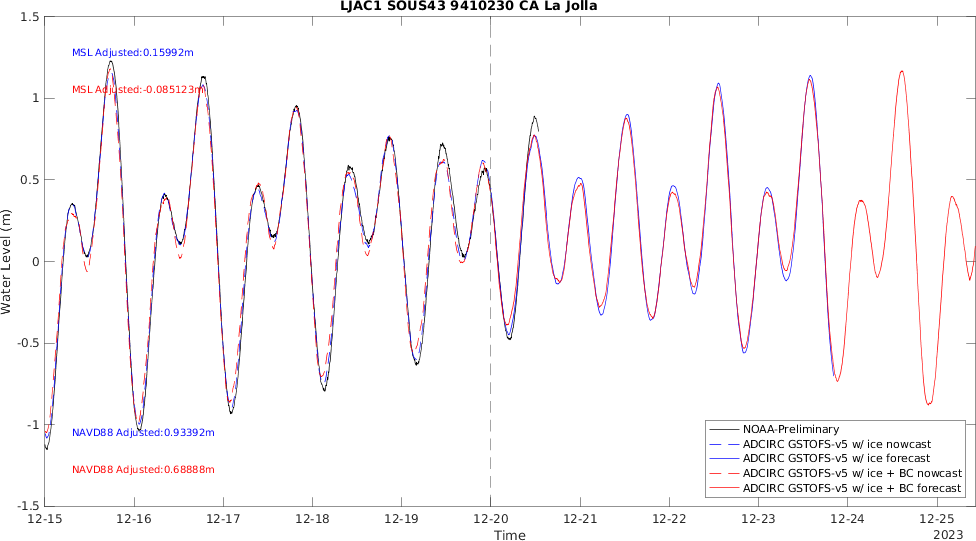 LJAC1 SOUS43 9410230 CA La Jolla
1.5
1
0.5
0
-0.5
-1
-1.5
Water Level (m)
MSL Adjusted:0.15992m
MSL Adjusted:-0.085123m
NAVD88 Adjusted:0.93392m
NAVD88 Adjusted:0.68888m
NOAA-Preliminary
ADCIRC GSTOFS-v5 w/ ice nowcast
ADCIRC GSTOFS-v5 w/ ice forecast
ADCIRC GSTOFS-v5 w/ ice + BC nowcast
ADCIRC GSTOFS-v5 w/ ice + BC forecast
12-15 12-16 12-17 12-18 12-19 12-20 12-21 12-22 12-23 12-24 12-25
2023
Time